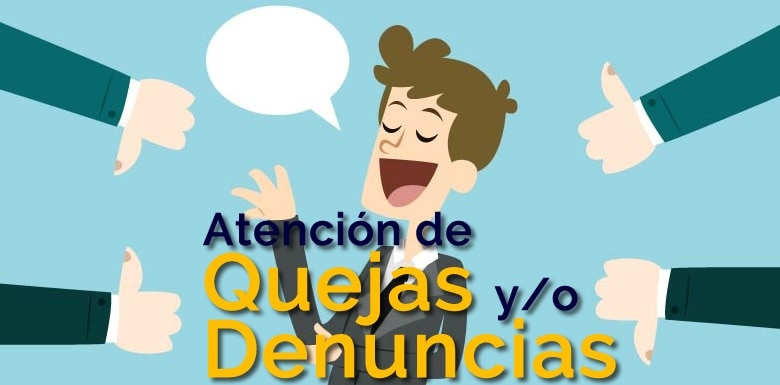 Atención de
Quejas y/o
Denuncias